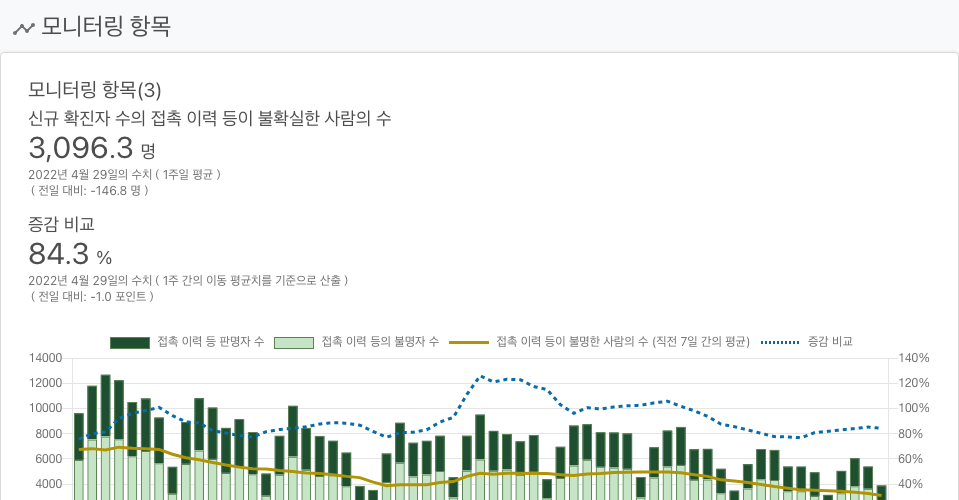 모니터링 항목
모니터링 항목(3)
신규 확진자 수의 접촉 이력 등이 불확실한 사람의 수
3,096.3 명
2022년 4월 29일의 수치 ( 1주일 평균 )
( 전일 대비: -146.8 명 )
증감 비교
84.3 %
2022년 4월 29일의 수치 ( 1주 간의 이동 평균치를 기준으로 산출 )
( 전일 대비: -1.0 포인트 )
접촉 이력 등 판명자 수 접촉 이력 등의 불명자 수 접촉 이력 등이 불명한 사람의 수 (직전 7일 간의 평균) 증감 비교
14000 140%
12000 120%
10000 100%
8000 80%
6000 60%
4000 40%